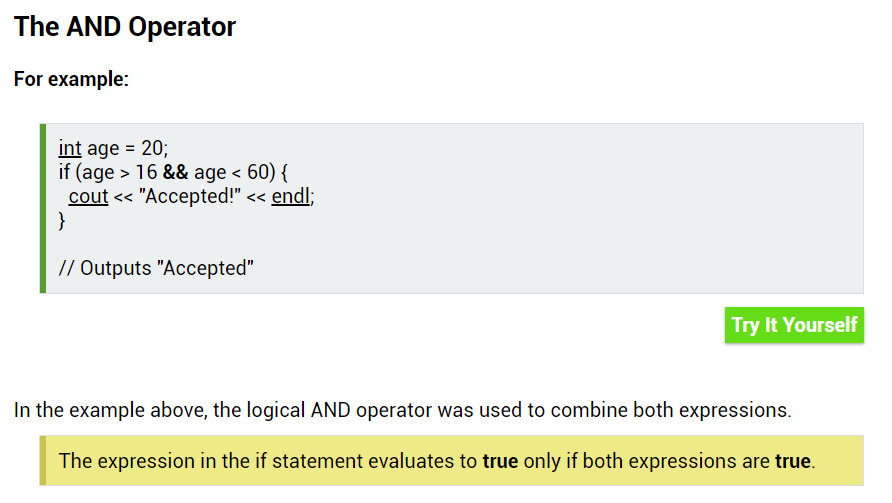 The AND Operator
For example:
int age = 20;
if (age > 16 && age < 60) {
cout << "Accepted!" << endl;
}
// Outputs "Accepted"
Try It Yourself
In the example above, the logical AND operator was used to combine both expressions.
The expression in the if statement evaluates to true only if both expressions are true.